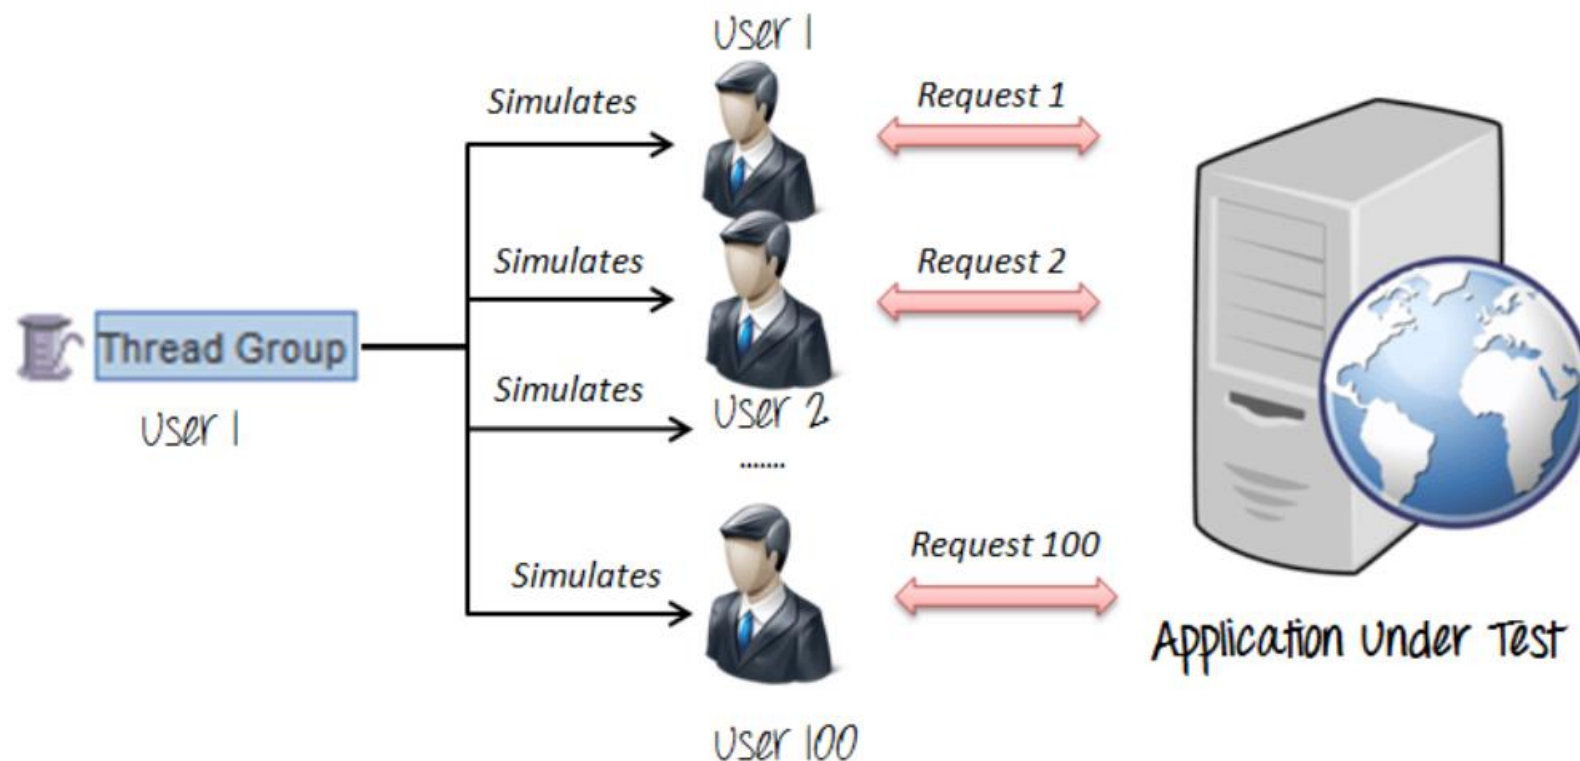 User 1
Simulates
Request 1
Simulates
Request 2
Thread Group
User 1
Simulates
User 2
.......
Simulates
Request 100
Application Under Test
User 100